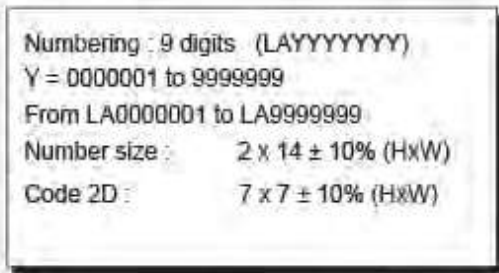 Numbering : 9 digits (LAYYYYYYY)
Y = 0000001 to 9999999
From LA0000001 to LA9999999
Number size : 2 x 14 ± 10% (HxW)
Code 2D : 7 x 7 ± 10% (HxW)